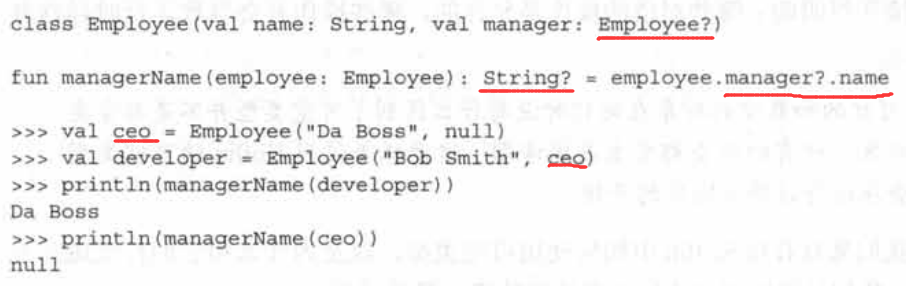 class Employee(val name: String, val manager: Employee?)
fun managerName(employee: Employee): String? = employee.manager?.name
>>> val ceo = Employee("Da Boss", null)
>>> val developer = Employee("Bob Smith", ceo)
>>> println(managerName(developer))
Da Boss
>>> println(managerName(ceo))
null